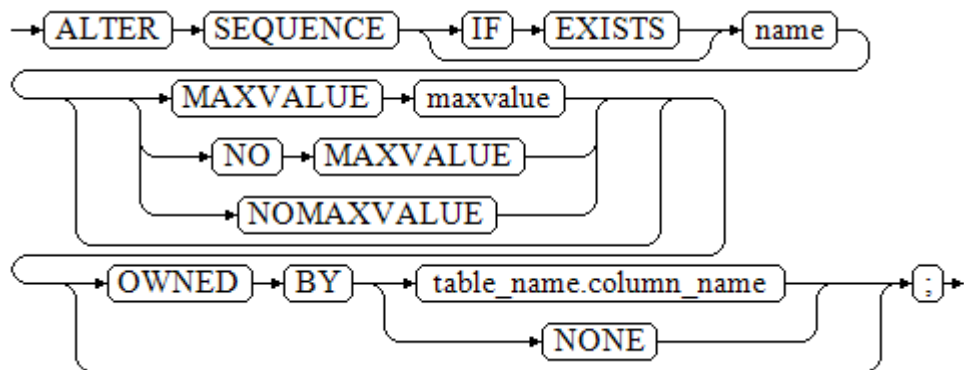 ALTER SEQUENCE IF EXISTS name
MAXVALUE maxvalue
NO MAXVALUE
NOMAXVALUE
OWNED BY table_name.column_name ;
NONE